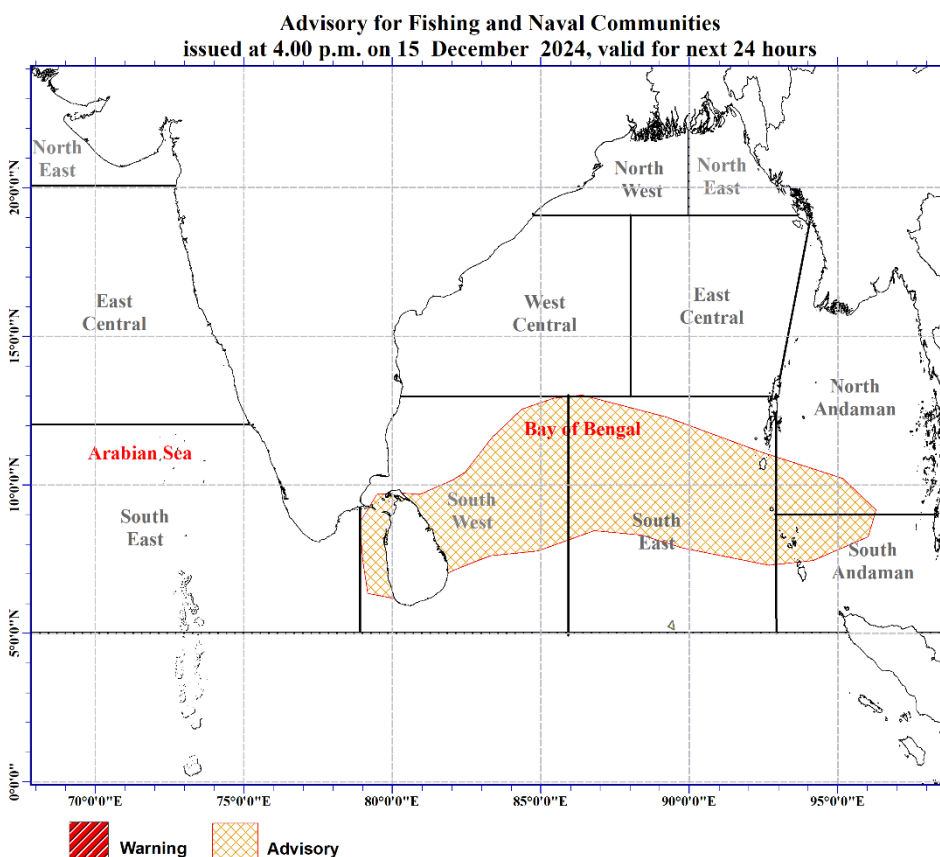 Advisory for Fishing and Naval Communities
issued at 4.00 p.m. on 15 December 2024, valid for next 24 hours
North
East
North
West
North
East
East
Central
West
Central
East
Central
North
Andaman
Arabian Sea
Bay of Bengal
South
East
South
West
South
East
South
Andaman
20°0'0"N
15°0'0"N
10°0'0"N
5°0'0"N
0°0'0"
70°0'0"E
75°0'0"E
80°0'0"E
85°0'0"E
90°0'0"E
95°0'0"E
Warning
Advisory